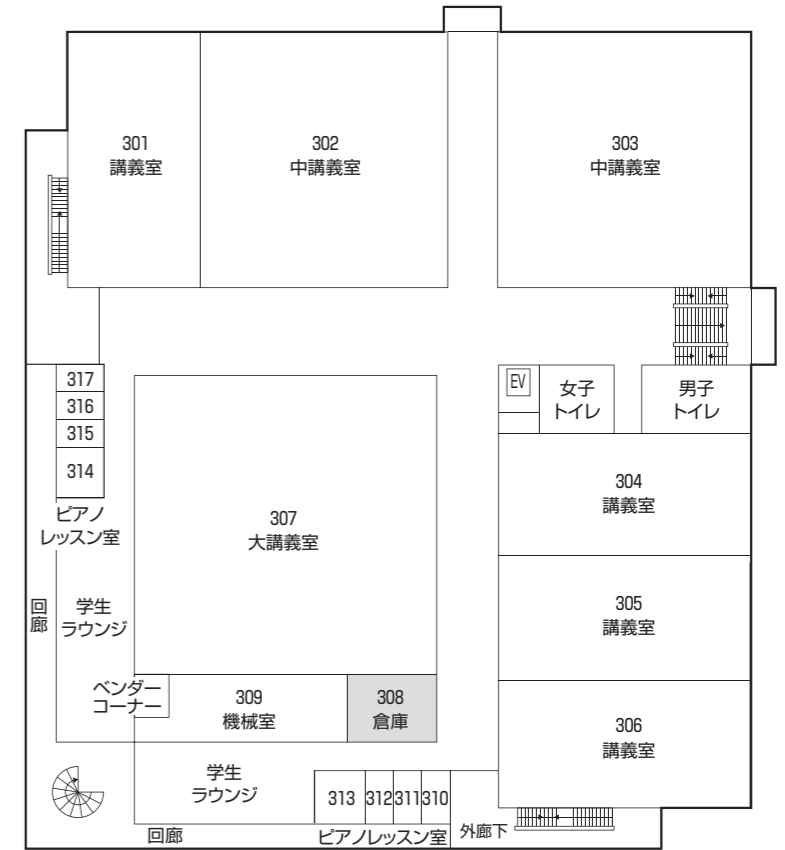 301
講義室
302
中講義室
303
中講義室
EV
女子
トイレ
男子
トイレ
317
316
315
314
ピアノ
レッスン室
307
大講義室
304
講義室
305
講義室
306
講義室
回廊
学生
ラウンジ
ベンダー
コーナー
309
機械室
308
倉庫
学生
ラウンジ
313
312
311
310
回廊
ピアノレッスン室
外廊下